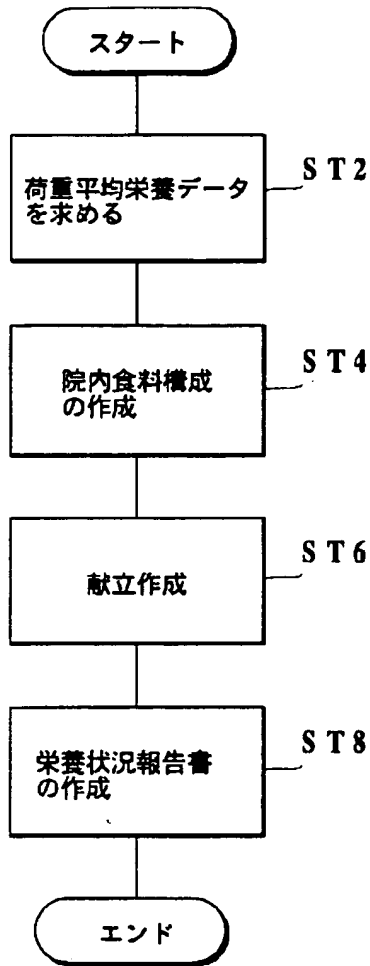 スタート
荷重平均栄養データ
を求める
ST2
院内食料構成
の作成
ST4
献立作成
ST6
栄養状況報告書
の作成
ST8
エンド